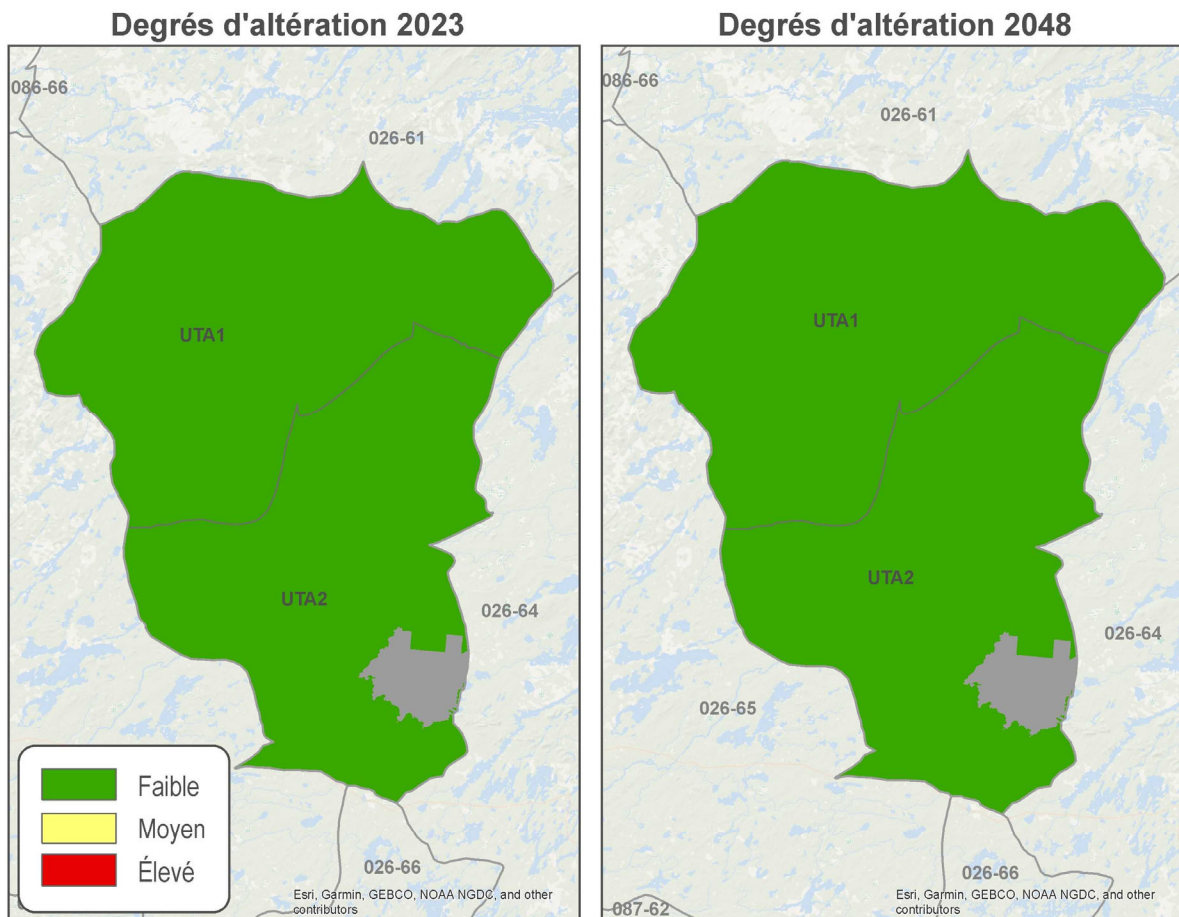 Degrés d'altération 2023
086-66
026-61
UTA1
UTA2
026-64
Faible
Moyen
Élevé
026-66
Esri, Garmin, GEBCO, NOAA NGDC, and other
contributors
Degrés d'altération 2048
086-66
026-61
UTA1
UTA2
026-64
026-65
026-66
087-62
Esri, Garmin, GEBCO, NOAA NGDC, and other
contributors